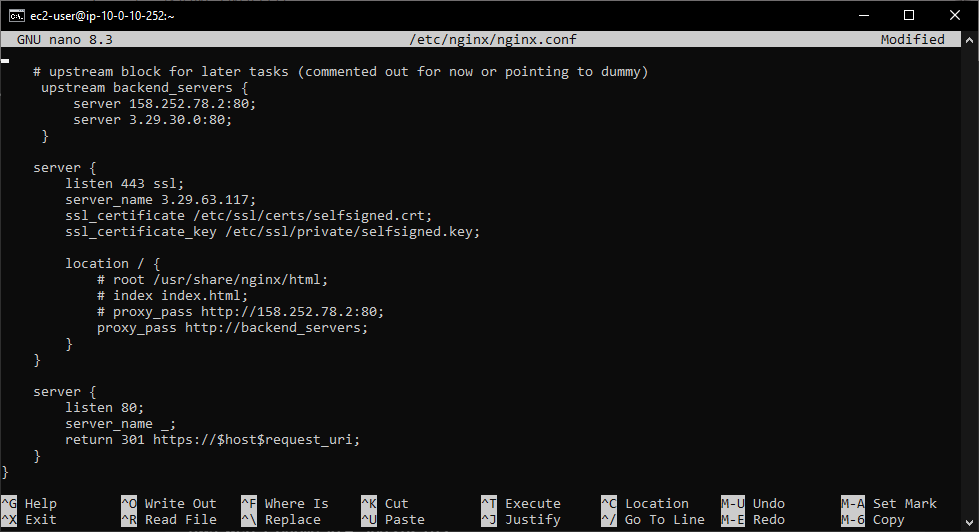 ec2-user@ip-10-0-10-252:~
GNU nano 8.3 /etc/nginx/nginx.conf Modified
# upstream block for later tasks (commented out for now or pointing to dummy)
upstream backend_servers {
server 158.252.78.2:80;
server 3.29.30.0:80;
}
server {
listen 443 ssl;
server_name 3.29.63.117;
ssl_certificate /etc/ssl/certs/selfsigned.crt;
ssl_certificate_key /etc/ssl/private/selfsigned.key;
location / {
# root /usr/share/nginx/html;
# index index.html;
# proxy_pass http://158.252.78.2:80;
proxy_pass http://backend_servers;
}
}
server {
listen 80;
server_name _;
return 301 https://$host$request_uri;
}
}
^G Help ^O Write Out ^F Where Is ^K Cut ^T Execute ^C Location M-U Undo M-A Set Mark
^X Exit ^R Read File ^\ Replace ^U Paste ^J Justify ^/ Go To Line M-E Redo M-6 Copy